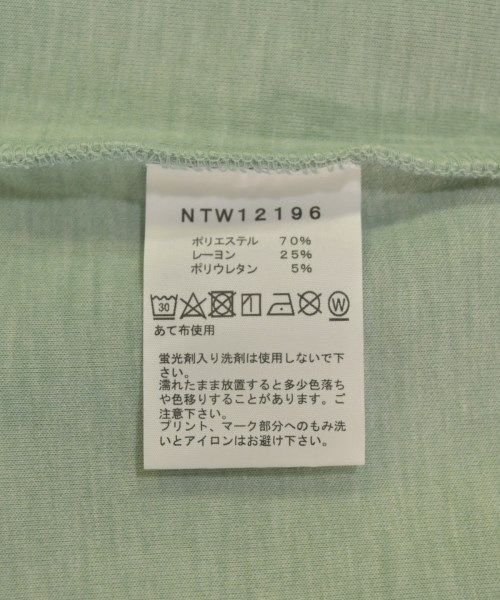 NTW12196
ポリエステル 70%
レーヨン 25%
ポリウレタン 5%
30 W
あて布使用
蛍光剤入り洗剤は使用しないで下
さい。
濡れたまま放置すると多少色落ち
や色移りすることがあります。ご
注意下さい。
プリント、マーク部分へのもみ洗
いとアイロンはお避け下さい。